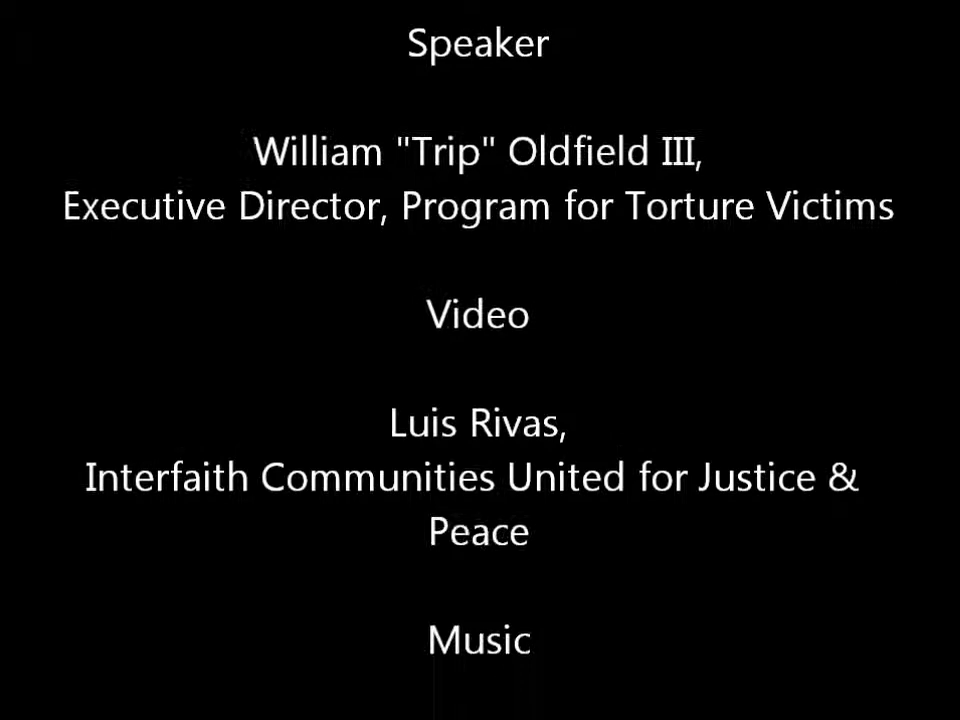 Speaker
William "Trip" Oldfield III,
Executive Director, Program for Torture Victims
Video
Luis Rivas,
Interfaith Communities United for Justice &
Peace
Music